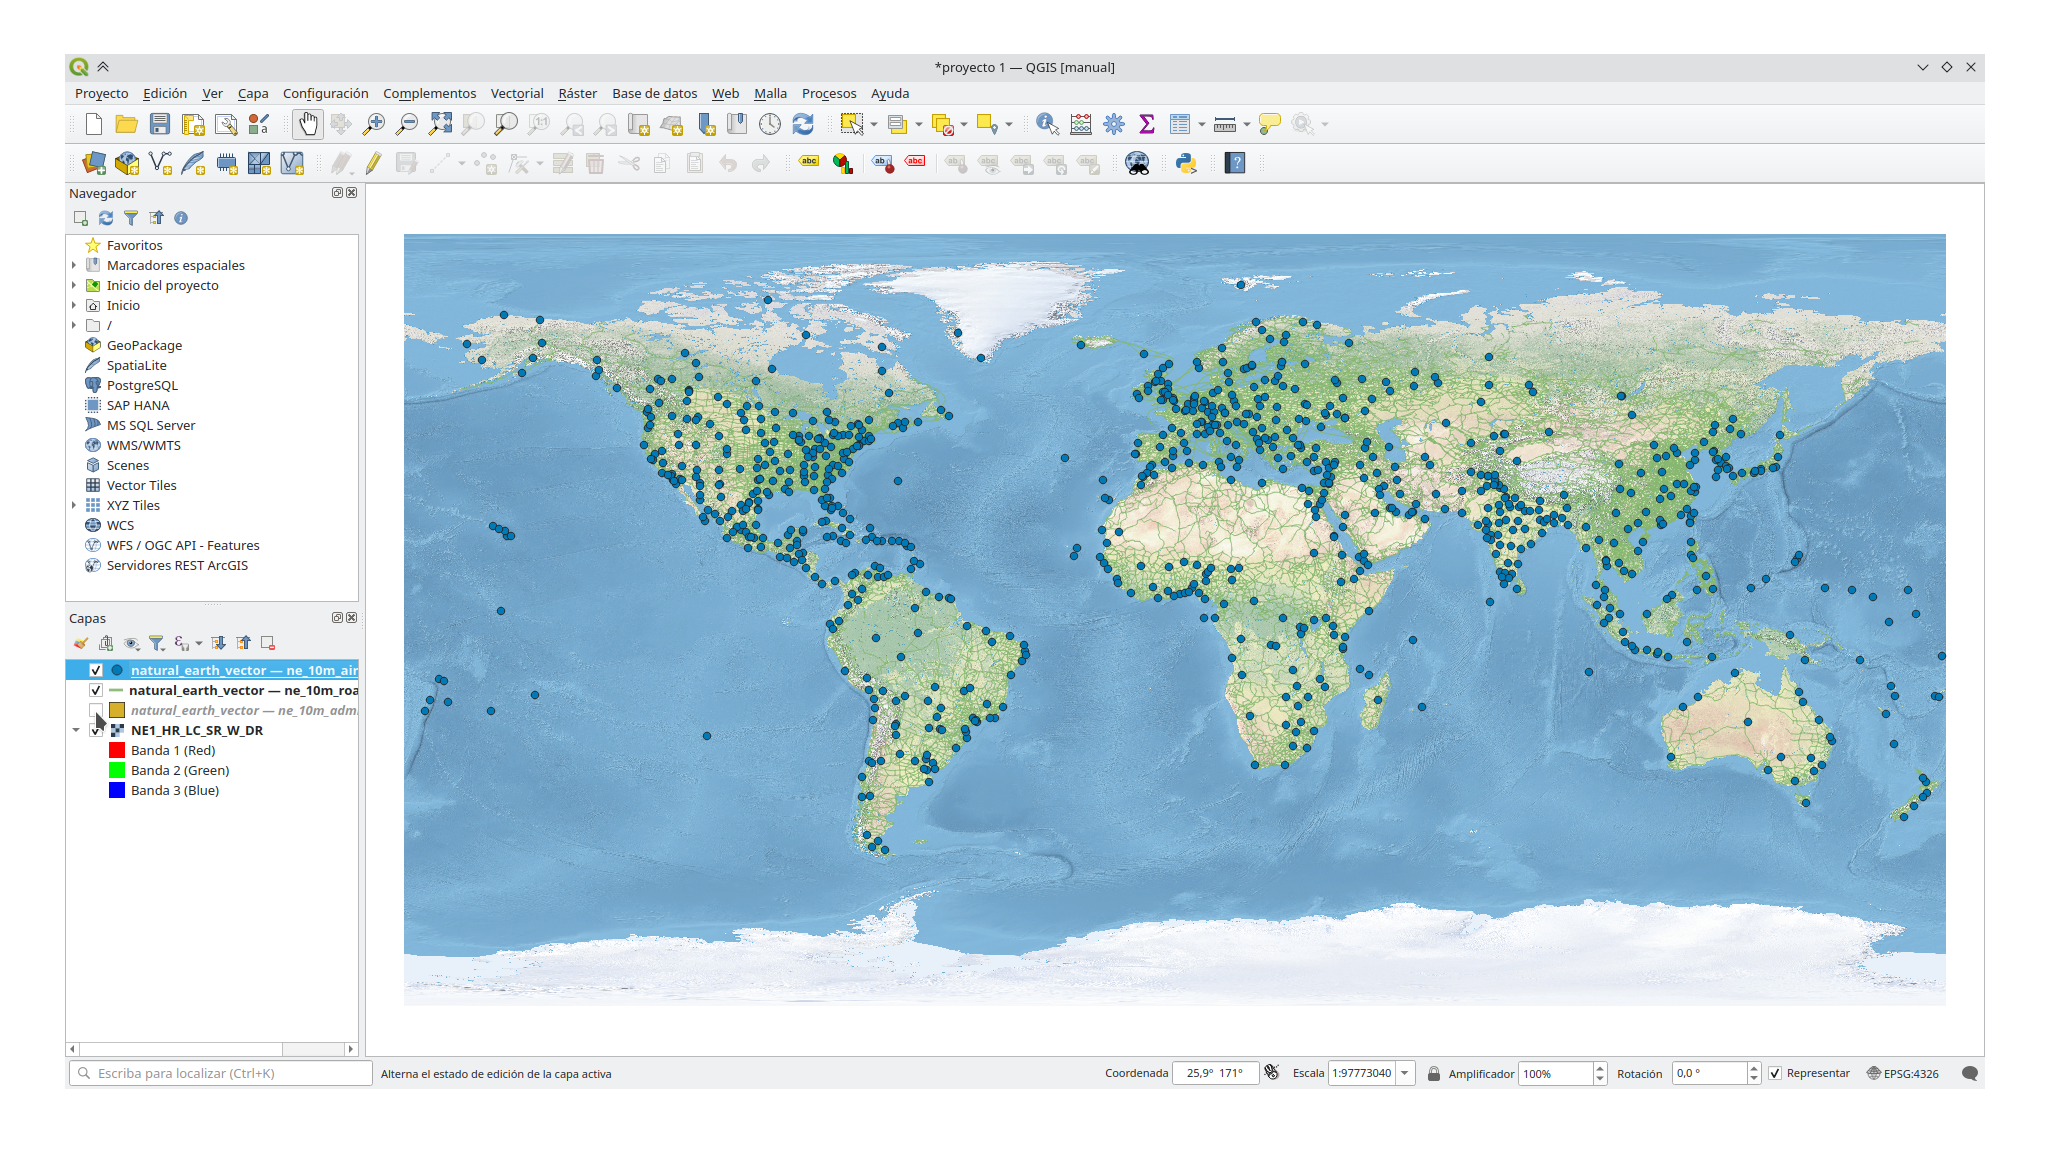 *proyecto 1 — QGIS [manual]
Proyecto Edición Ver Capa Configuración Complementos Vectorial Ráster Base de datos Web Malla Procesos Ayuda
1:1
abc abc abc
Navegador
Favoritos
Marcadores espaciales
Inicio del proyecto
Inicio
/
GeoPackage
SpatiaLite
PostgreSQL
SAP HANA
MS SQL Server
WMS/WMTS
Scenes
Vector Tiles
XYZ Tiles
WCS
WFS / OGC API - Features
Servidores REST ArcGIS
Capas
natural_earth_vector — ne_10m_air
natural_earth_vector — ne_10m_roa
natural_earth_vector — ne_10m_adm
NE1_HR_LC_SR_W_DR
Banda 1 (Red)
Banda 2 (Green)
Banda 3 (Blue)
Escriba para localizar (Ctrl+K) Alterna el estado de edición de la capa activa Coordenada 25,9° 171° Escala 1:97773040 Amplificador 100% Rotación 0,0 ° Representar EPSG:4326